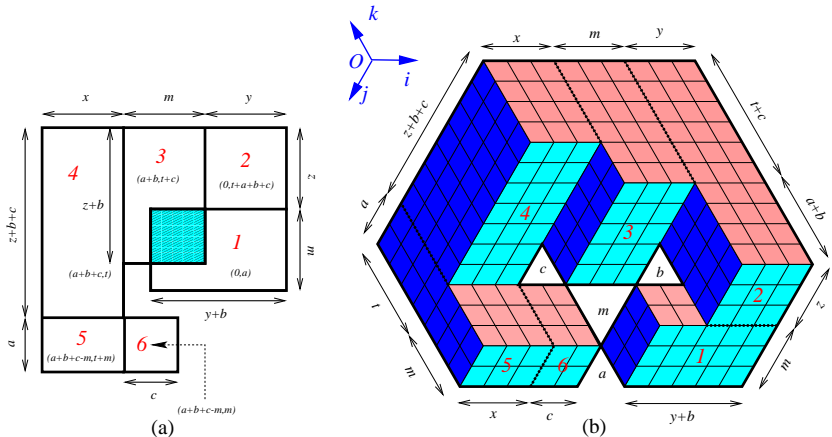 x m y
4 3 2
(a+b,t+c) (0,t+a+b+c)
z
z+b+c
z+b
1
m
(a+b+c,t) (0,a)
y+b
5 6
(a+b+c-m,t+m)
a
c
(a+b+c-m,m)
(a)
k
O
j i
x m y
z+b+c
t+c
a
a+b
4
3
c b
2
t
m
z
5 6
1
m
a
m
x c y+b
(b)